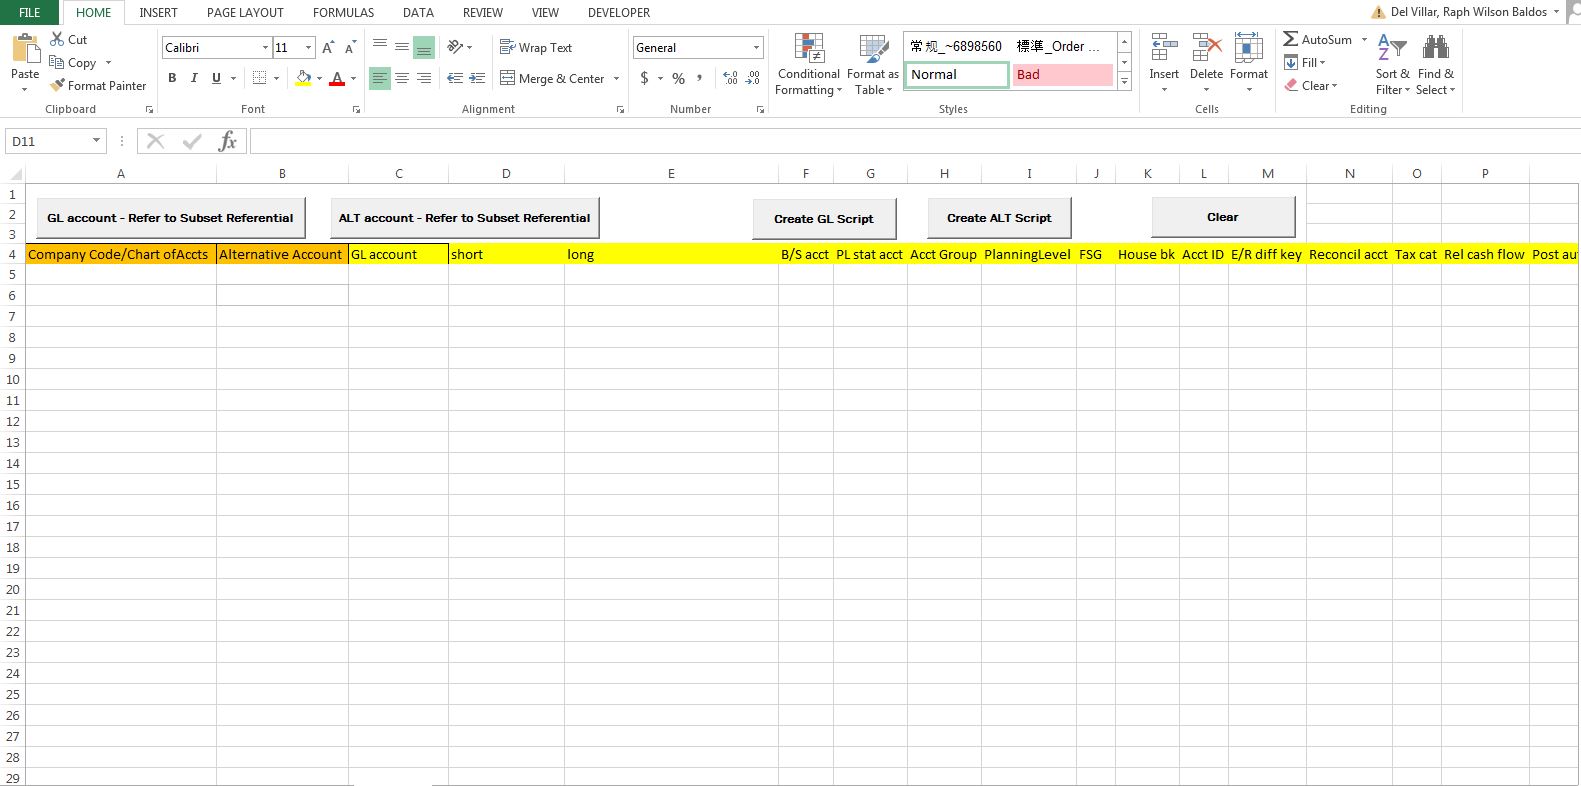 FILE HOME INSERT PAGE LAYOUT FORMULAS DATA REVIEW VIEW DEVELOPER Del Villar, Raph Wilson Baldos
Cut
Copy
Format Painter
Paste
Clipboard
Calibri 11
B I U A
Font
Wrap Text
Merge & Center
Alignment
General
$ % ,
Number
Conditional Formatting
Format as Table
常规_~6898560 標準_Order ...
Normal Bad
Styles
Insert Delete Format
Cells
AutoSum
Fill
Clear
Sort & Filter
Find & Select
Editing
D11 fx
A B C D E F G H I J K L M N O P
1
2
3
GL account - Refer to Subset Referential ALT account - Refer to Subset Referential Create GL Script Create ALT Script Clear
4 Company Code/Chart ofAccts Alternative Account GL account short long B/S acct PL stat acct Acct Group PlanningLevel FSG House bk Acct ID E/R diff key Reconcil acct Tax cat Rel cash flow Post au
5
6
7
8
9
10
11
12
13
14
15
16
17
18
19
20
21
22
23
24
25
26
27
28
29